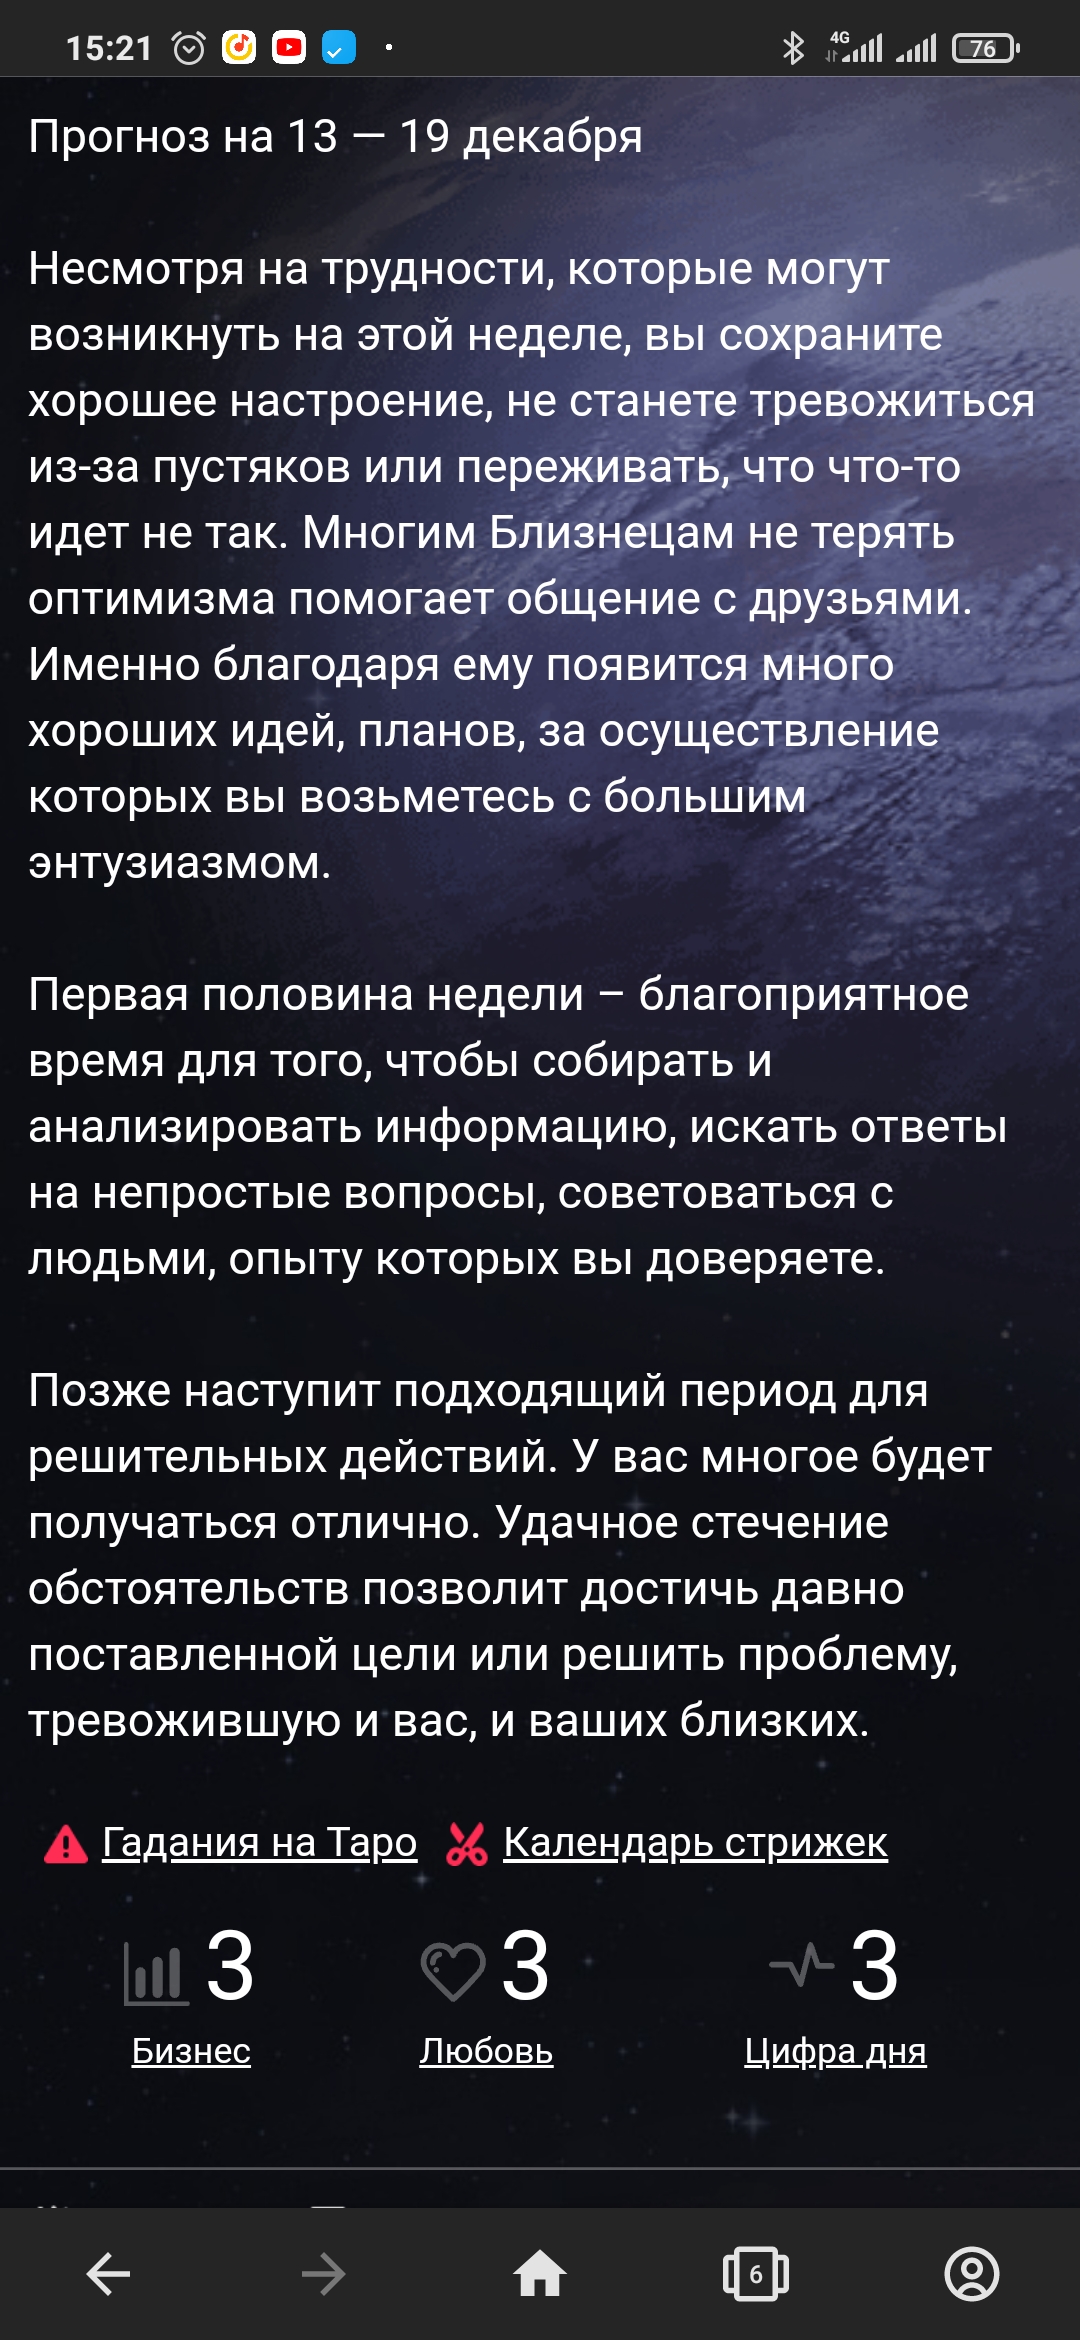 15:21
4G
76
Прогноз на 13 — 19 декабря
Несмотря на трудности, которые могут
возникнуть на этой неделе, вы сохраните
хорошее настроение, не станете тревожиться
из-за пустяков или переживать, что что-то
идет не так. Многим Близнецам не терять
оптимизма помогает общение с друзьями.
Именно благодаря ему появится много
хороших идей, планов, за осуществление
которых вы возьметесь с большим
энтузиазмом.
Первая половина недели – благоприятное
время для того, чтобы собирать и
анализировать информацию, искать ответы
на непростые вопросы, советоваться с
людьми, опыту которых вы доверяете.
Позже наступит подходящий период для
решительных действий. У вас многое будет
получаться отлично. Удачное стечение
обстоятельств позволит достичь давно
поставленной цели или решить проблему,
тревожившую и вас, и ваших близких.
Гадания на Таро Календарь стрижек
3 3 3
Бизнес Любовь Цифра дня
6